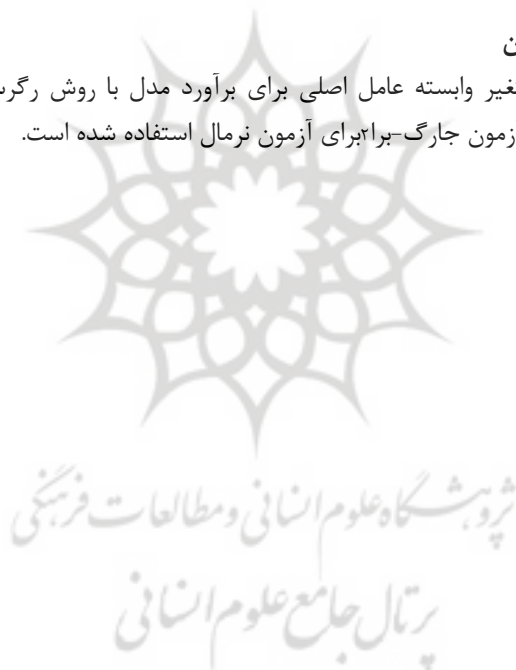 ن
تغیر وابسته عامل اصلی برای برآورد مدل با روش رگرس
زمون جارگ-برا۲برای آزمون نرمال استفاده شده است.
پژوهشگاه علوم انسانی و مطالعات فرهنگی
پرتال جامع علوم انسانی